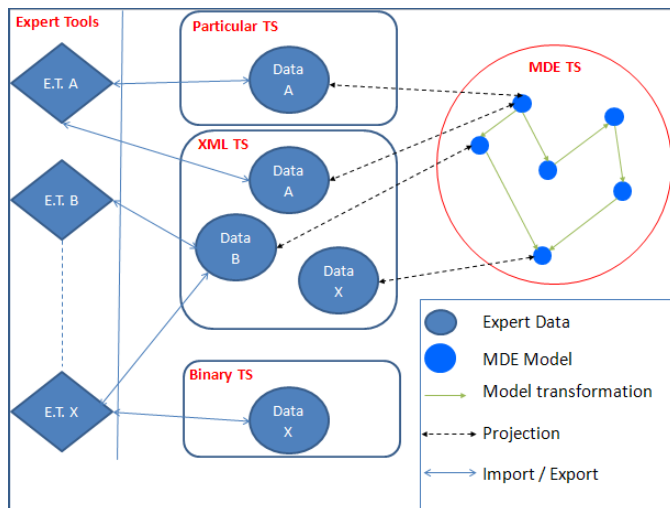 Expert Tools
Particular TS
MDE TS
E.T. A
Data
A
XML TS
Data
A
E.T. B
Data
B
Data
X
Expert Data
MDE Model
Model transformation
Projection
Import / Export
Binary TS
E.T. X
Data
X